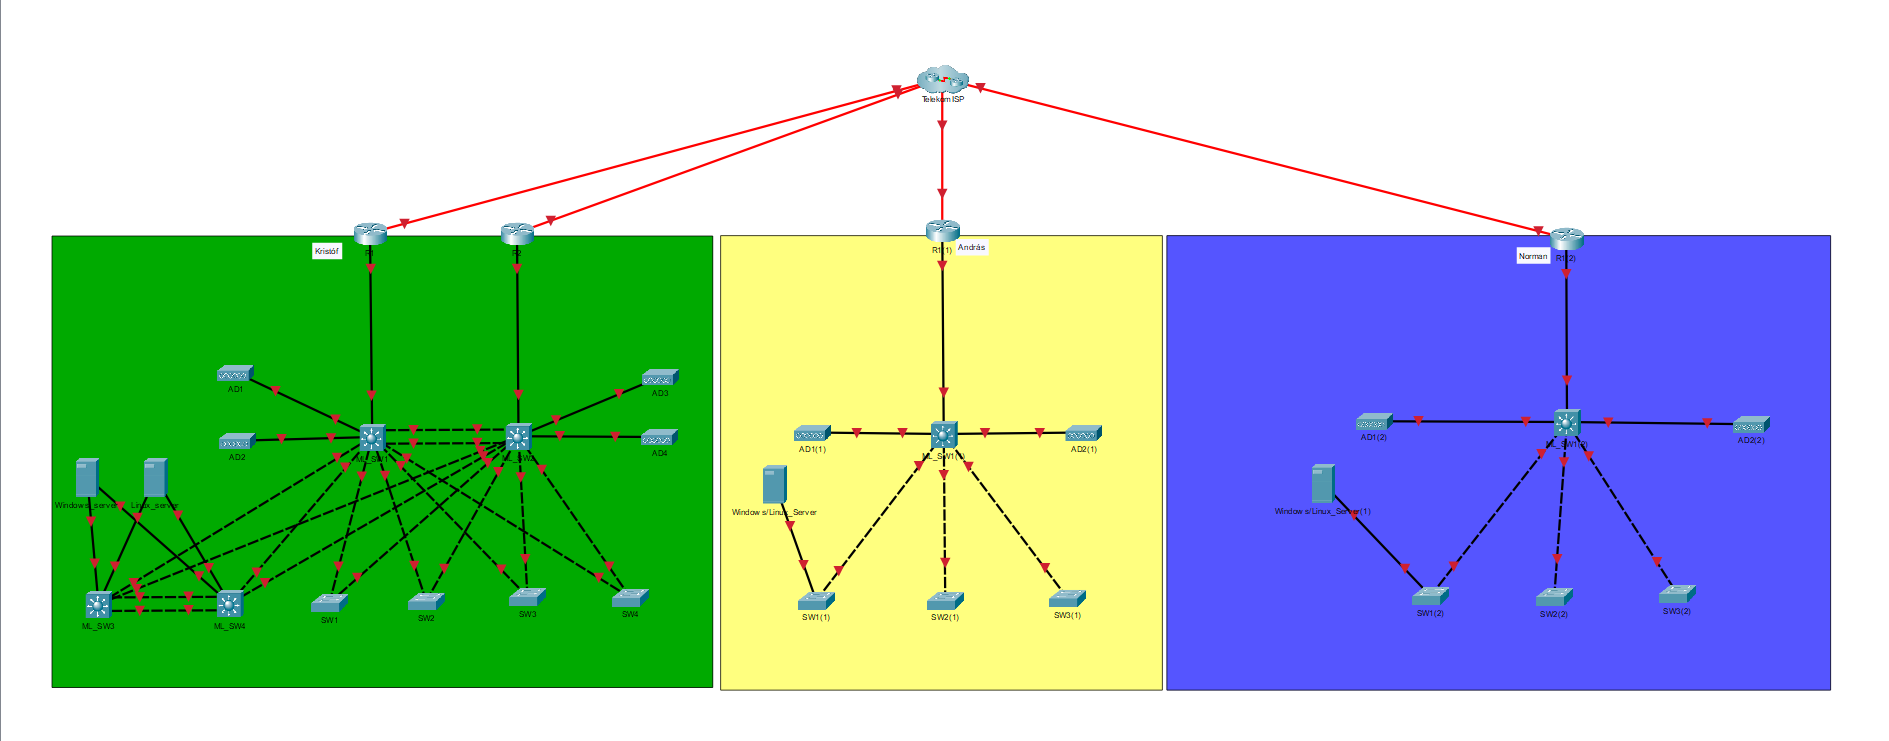 Telekom ISP
Kristóf
R1
R2
R1(1)
András
Norman
R1(2)
AD1
AD3
AD2
AD4
ML_SW1
ML_SW2
Windows_server
Linux_server
ML_SW3
ML_SW4
SW1
SW2
SW3
SW4
AD1(1)
ML_SW1(1)
AD2(1)
Windows/Linux_Server
SW1(1)
SW2(1)
SW3(1)
AD1(2)
ML_SW1(2)
AD2(2)
Windows/Linux_Server(1)
SW1(2)
SW2(2)
SW3(2)